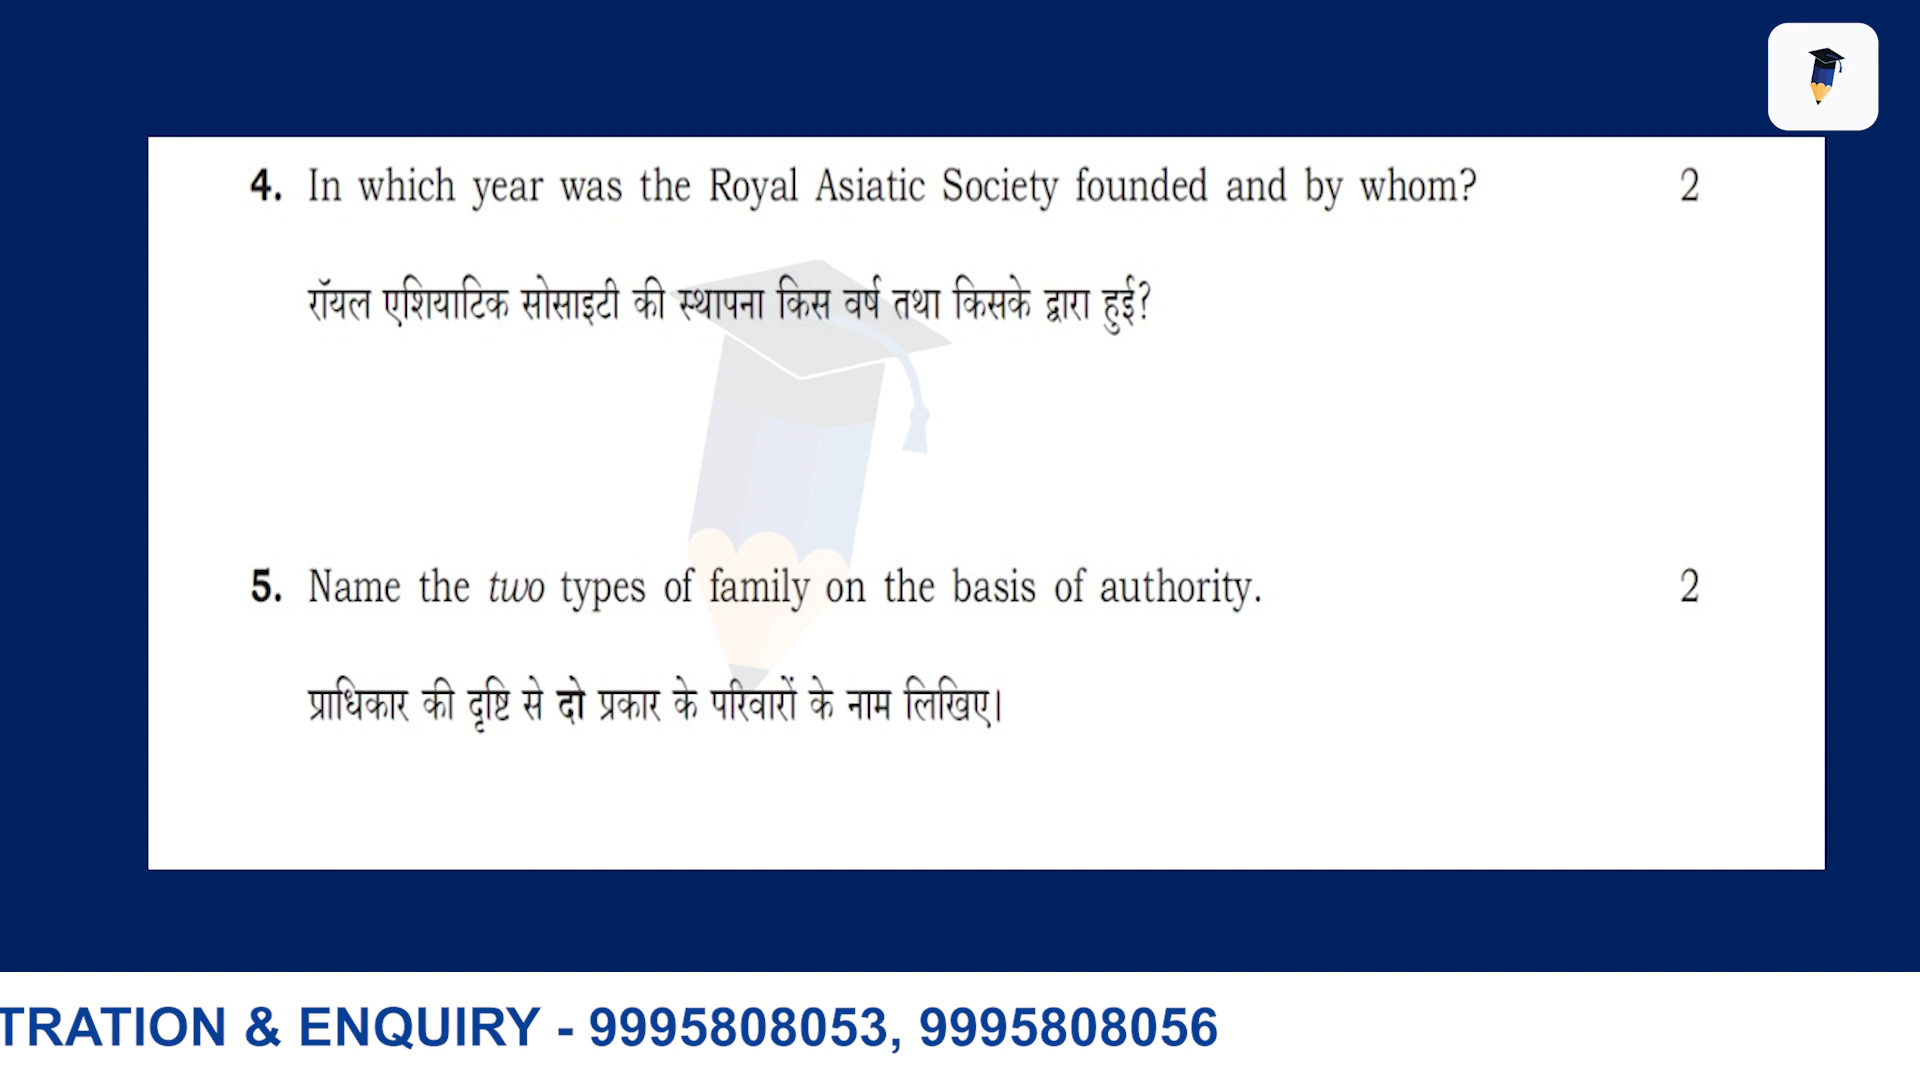 4. In which year was the Royal Asiatic Society founded and by whom? 2
रॉयल एशियाटिक सोसाइटी की स्थापना किस वर्ष तथा किसके द्वारा हुई?
5. Name the two types of family on the basis of authority. 2
प्राधिकार की दृष्टि से दो प्रकार के परिवारों के नाम लिखिए।
TRATION & ENQUIRY - 9995808053, 9995808056